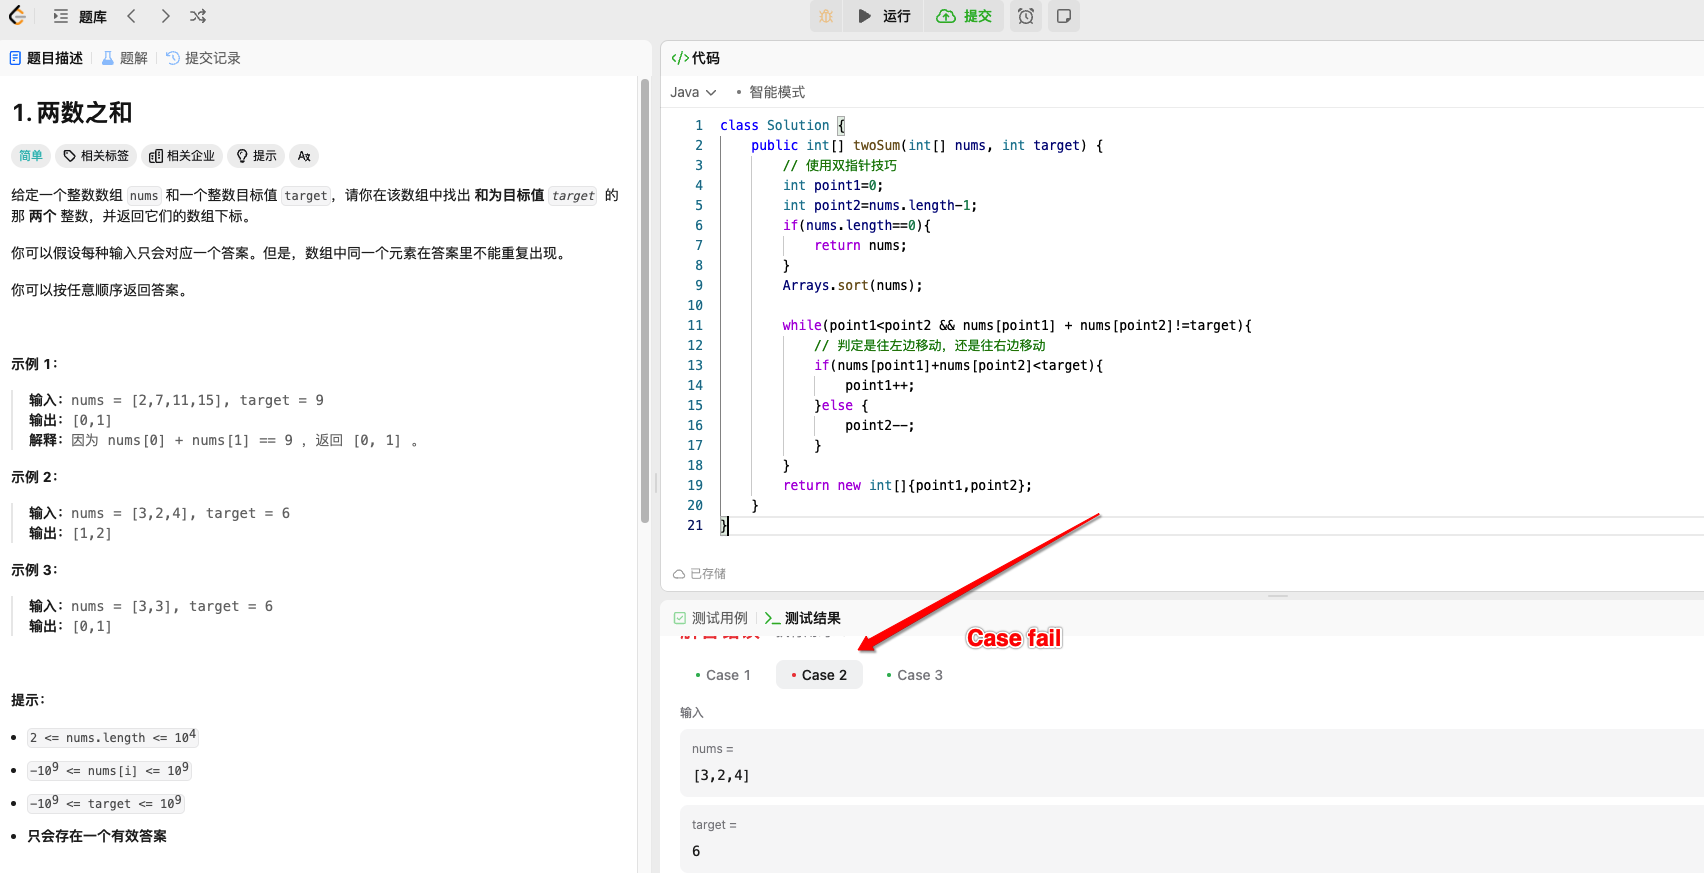 题库
运行
提交
题目描述
题解
提交记录
1. 两数之和
简单
相关标签
相关企业
提示
给定一个整数数组 nums 和一个整数目标值 target，请你在该数组中找出 和为目标值 target 的
那 两个 整数，并返回它们的数组下标。
你可以假设每种输入只会对应一个答案。但是，数组中同一个元素在答案里不能重复出现。
你可以按任意顺序返回答案。
示例 1：
输入：nums = [2,7,11,15], target = 9
输出：[0,1]
解释：因为 nums[0] + nums[1] == 9 ，返回 [0, 1] 。
示例 2：
输入：nums = [3,2,4], target = 6
输出：[1,2]
示例 3：
输入：nums = [3,3], target = 6
输出：[0,1]
提示：
2 <= nums.length <= 10⁴
-10⁹ <= nums[i] <= 10⁹
-10⁹ <= target <= 10⁹
只会存在一个有效答案
</> 代码
Java
智能模式
1 class Solution {
2 public int[] twoSum(int[] nums, int target) {
3 // 使用双指针技巧
4 int point1=0;
5 int point2=nums.length-1;
6 if(nums.length==0){
7 return nums;
8 }
9 Arrays.sort(nums);
10
11 while(point1<point2 && nums[point1] + nums[point2]!=target){
12 // 判定是往左边移动，还是往右边移动
13 if(nums[point1]+nums[point2]<target){
14 point1++;
15 }else {
16 point2--;
17 }
18 }
19 return new int[]{point1,point2};
20 }
21 }
已存储
测试用例
测试结果
Case fail
Case 1
Case 2
Case 3
输入
nums =
[3,2,4]
target =
6